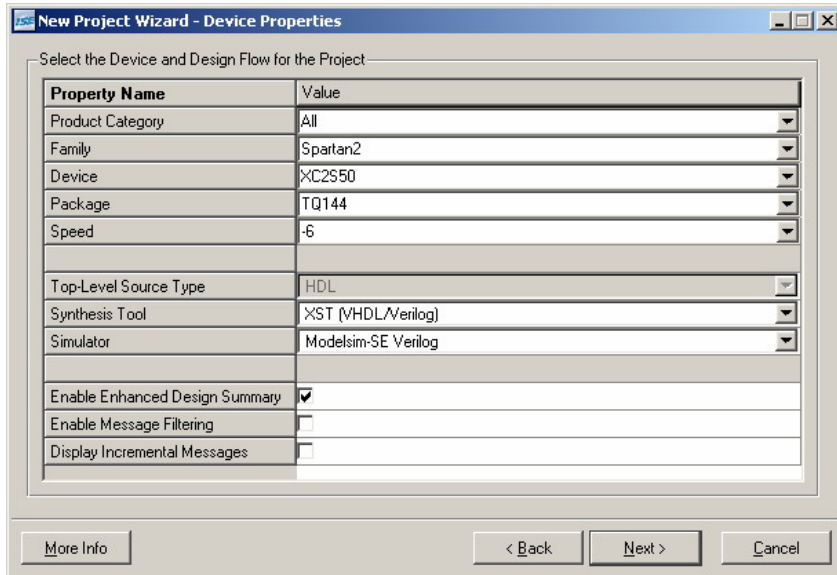 ISE New Project Wizard - Device Properties
Select the Device and Design Flow for the Project
Property Name Value
Product Category All
Family Spartan2
Device XC2S50
Package TQ144
Speed -6
Top-Level Source Type HDL
Synthesis Tool XST (VHDL/Verilog)
Simulator Modelsim-SE Verilog
Enable Enhanced Design Summary
Enable Message Filtering
Display Incremental Messages
More Info < Back Next > Cancel